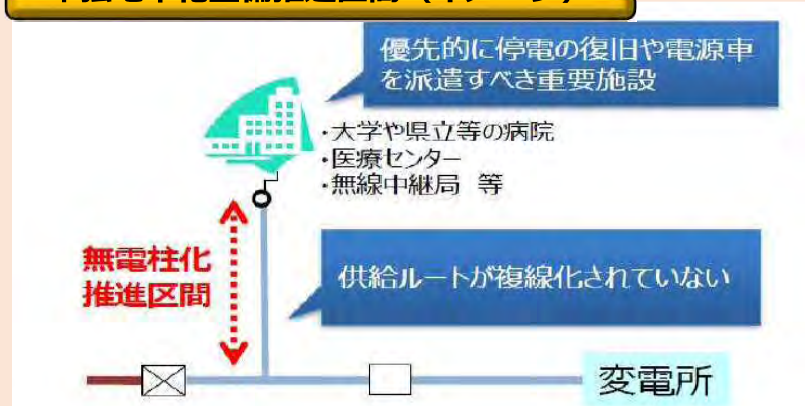 優先的に停電の復旧や電源車
を派遣すべき重要施設
・大学や県立等の病院
・医療センター
・無線中継局 等
無電柱化
推進区間
供給ルートが複線化されていない
変電所